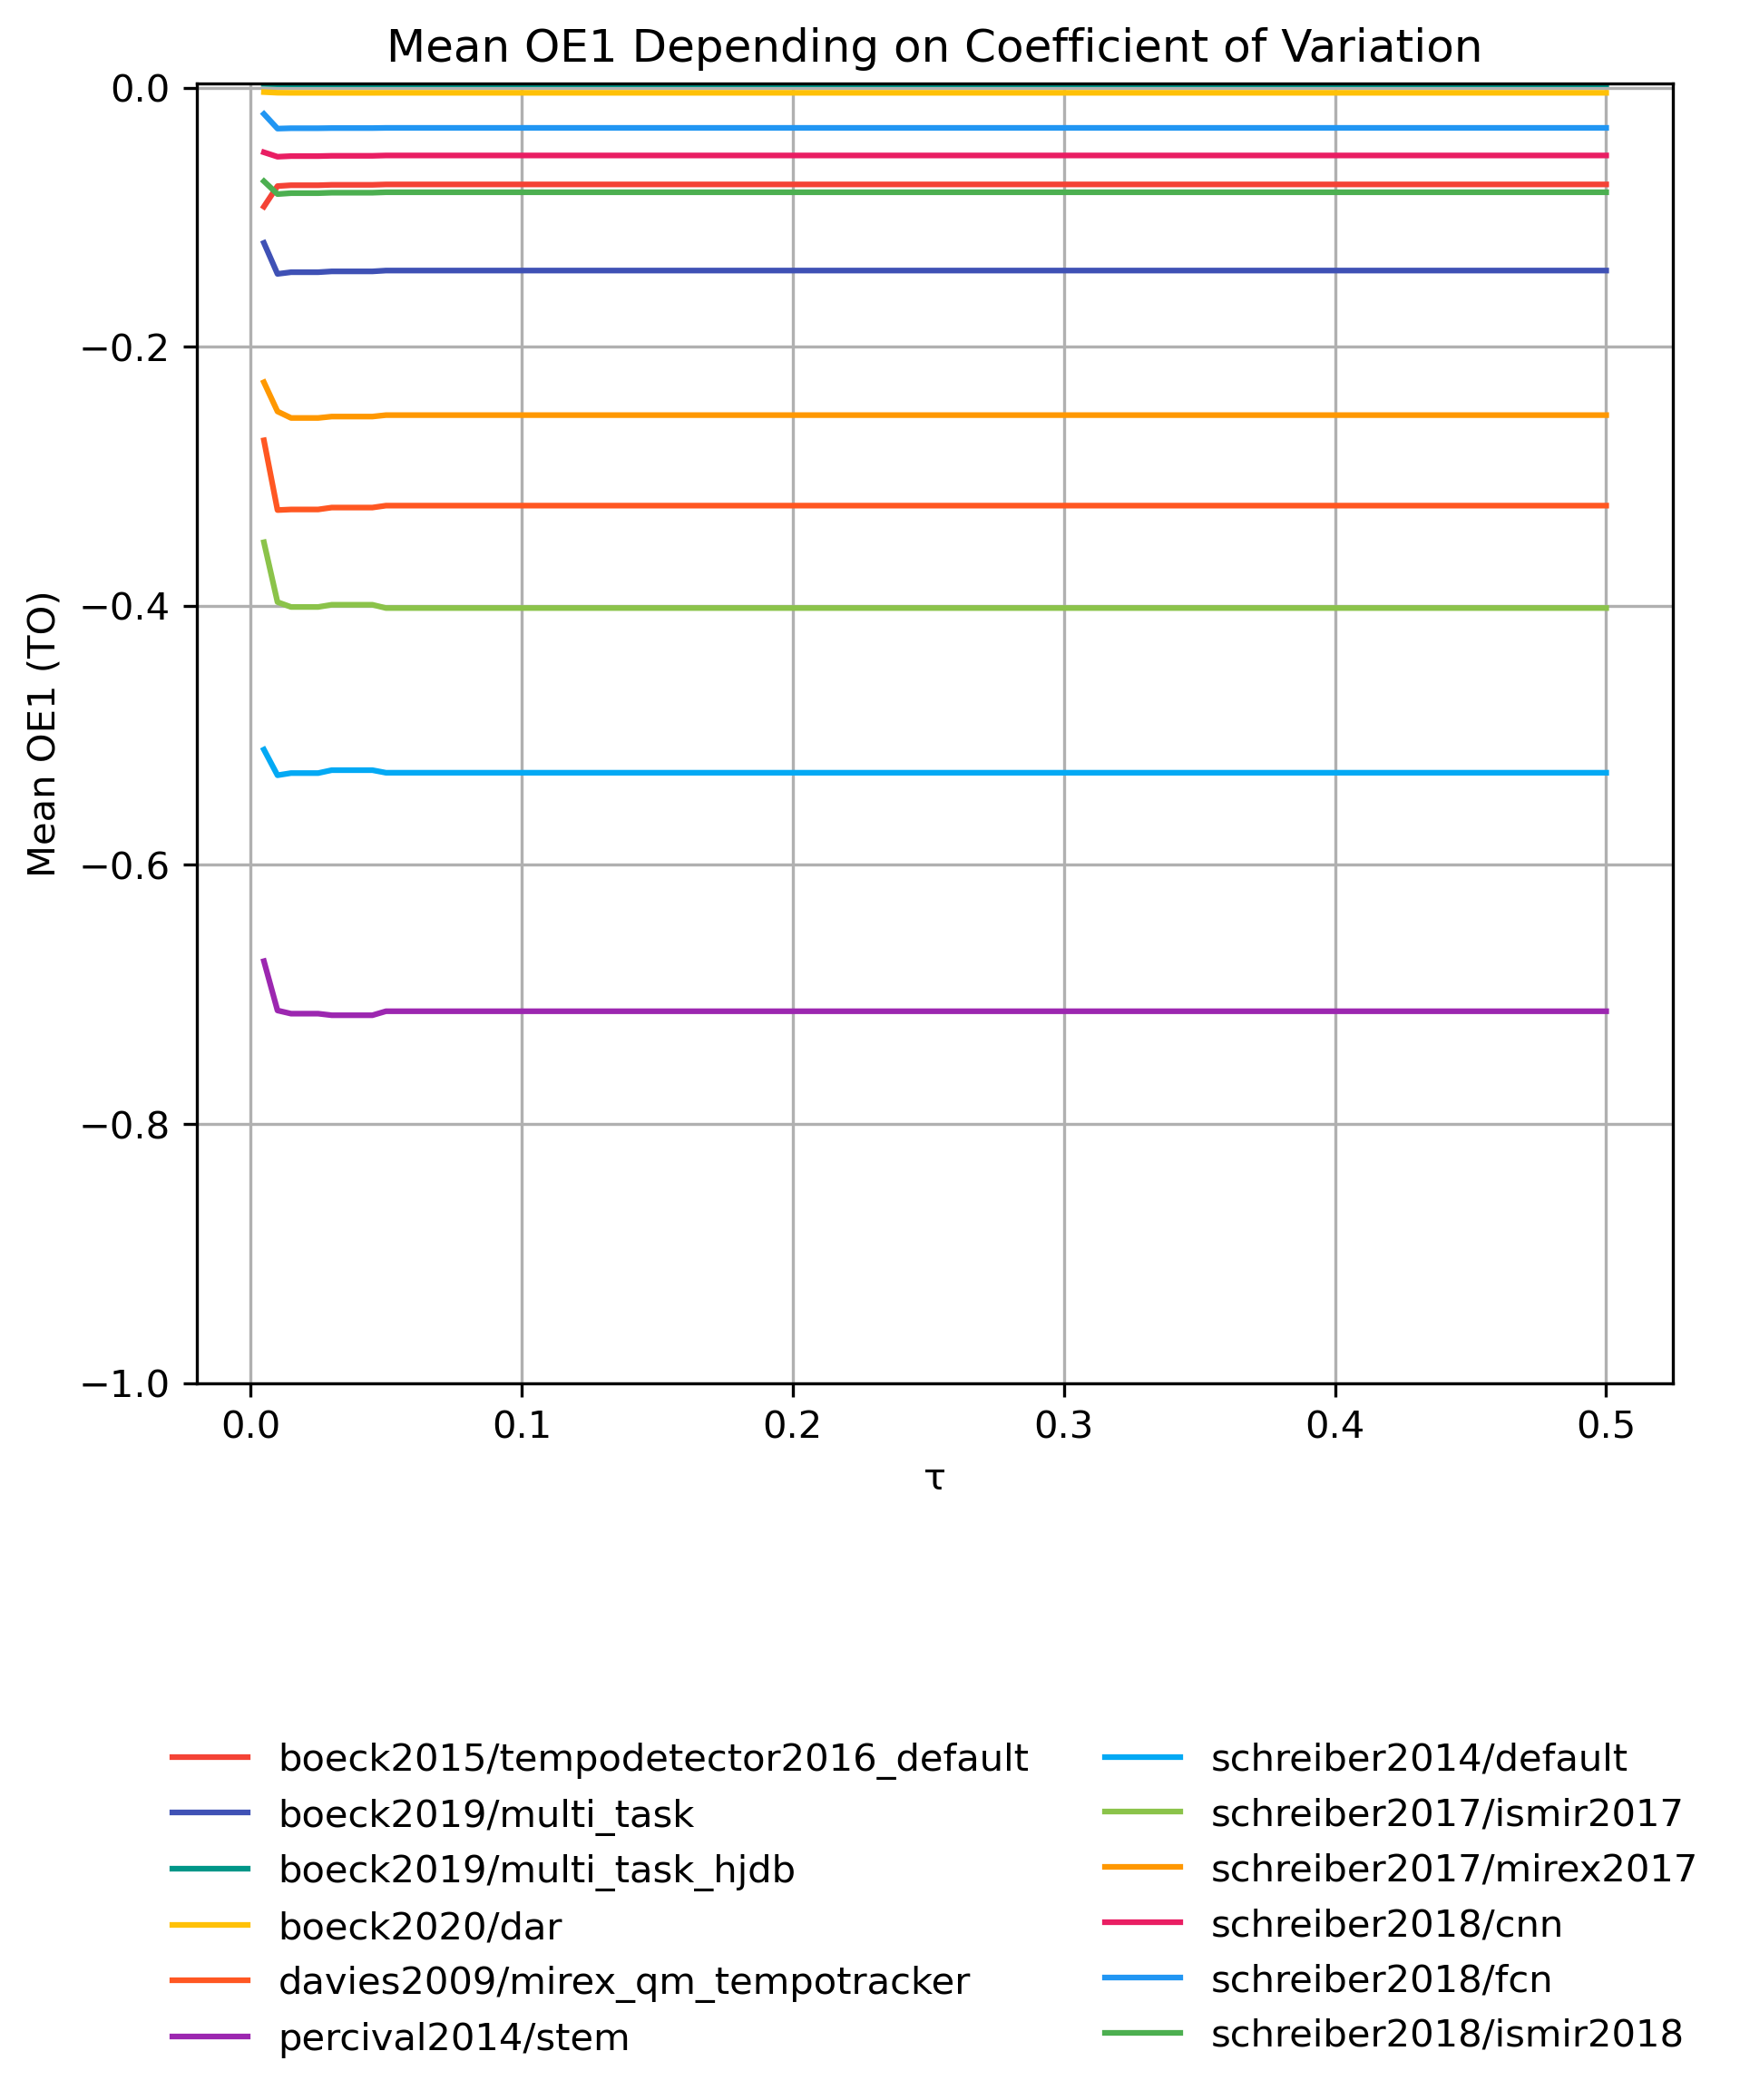 Mean OE1 Depending on Coefficient of Variation
0.0
−0.2
−0.4
−0.6
−0.8
−1.0
Mean OE1 (TO)
0.0 0.1 0.2 0.3 0.4 0.5
τ
boeck2015/tempodetector2016_default
boeck2019/multi_task
boeck2019/multi_task_hjdb
boeck2020/dar
davies2009/mirex_qm_tempotracker
percival2014/stem
schreiber2014/default
schreiber2017/ismir2017
schreiber2017/mirex2017
schreiber2018/cnn
schreiber2018/fcn
schreiber2018/ismir2018